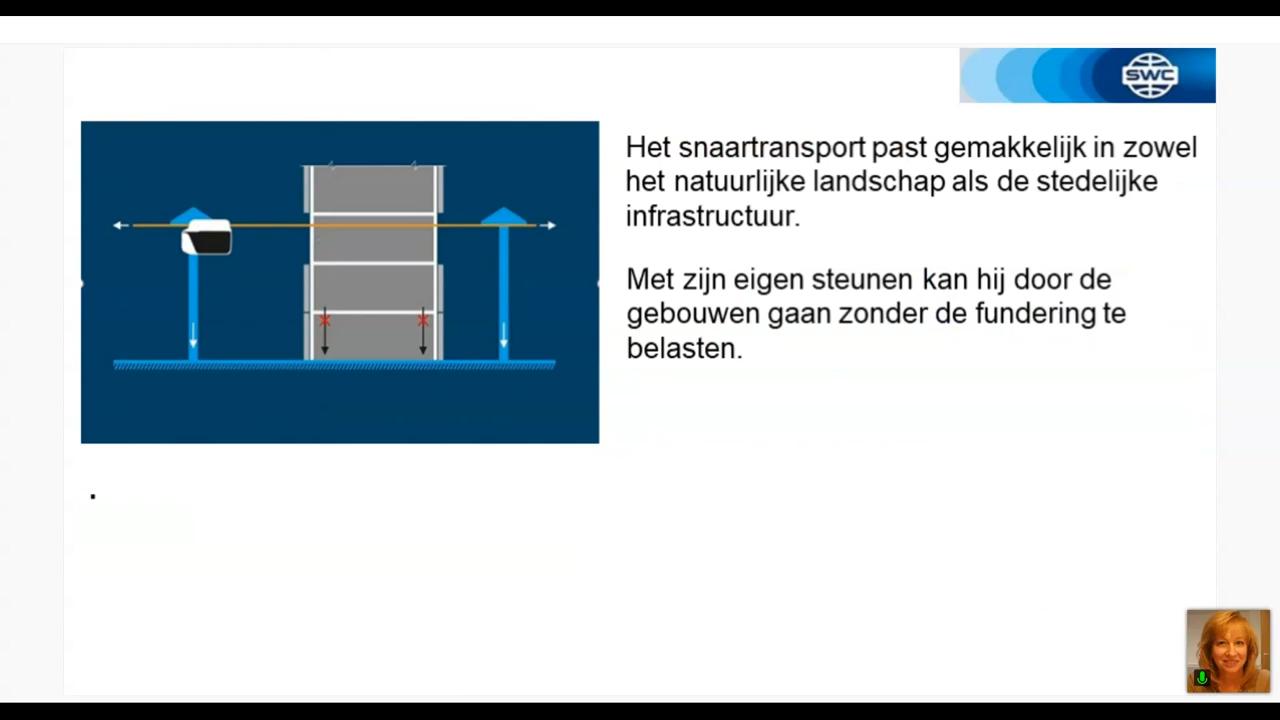 SWC
Het snaartransport past gemakkelijk in zowel
het natuurlijke landschap als de stedelijke
infrastructuur.
Met zijn eigen steunen kan hij door de
gebouwen gaan zonder de fundering te
belasten.
.